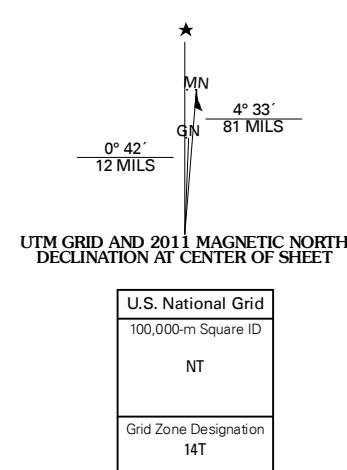 ★
MN
4° 33´
81 MILS
GN
0° 42´
12 MILS
UTM GRID AND 2011 MAGNETIC NORTH
DECLINATION AT CENTER OF SHEET
U.S. National Grid
100,000-m Square ID
NT
Grid Zone Designation
14T